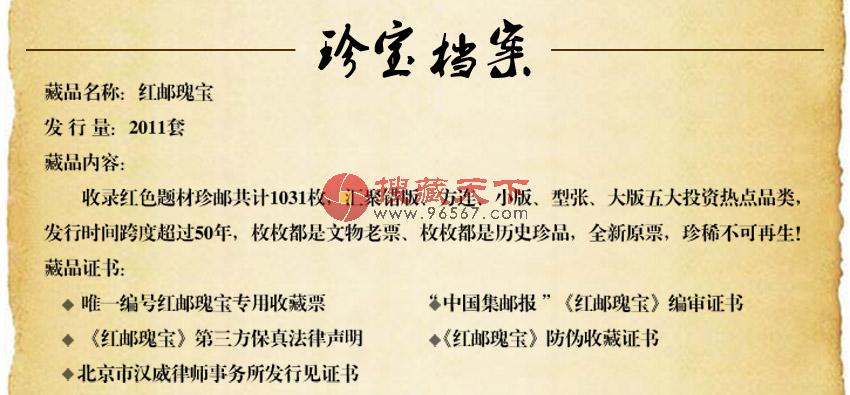 珍宝档案
藏品名称：红邮瑰宝
发 行 量：2011套
藏品内容：
收录红色题材珍邮共计1031枚，汇聚错版、方连、小版、型张、大版五大投资热点品类，
发行时间跨度超过50年，枚枚都是文物老票、枚枚都是历史珍品，全新原票，珍稀不可再生！
搜藏天下
www.96567.com
藏品证书：
◆ 唯一编号红邮瑰宝专用收藏票
◆“中国集邮报”《红邮瑰宝》编审证书
◆ 《红邮瑰宝》第三方保真法律声明
◆《红邮瑰宝》防伪收藏证书
◆北京市汉威律师事务所发行见证书